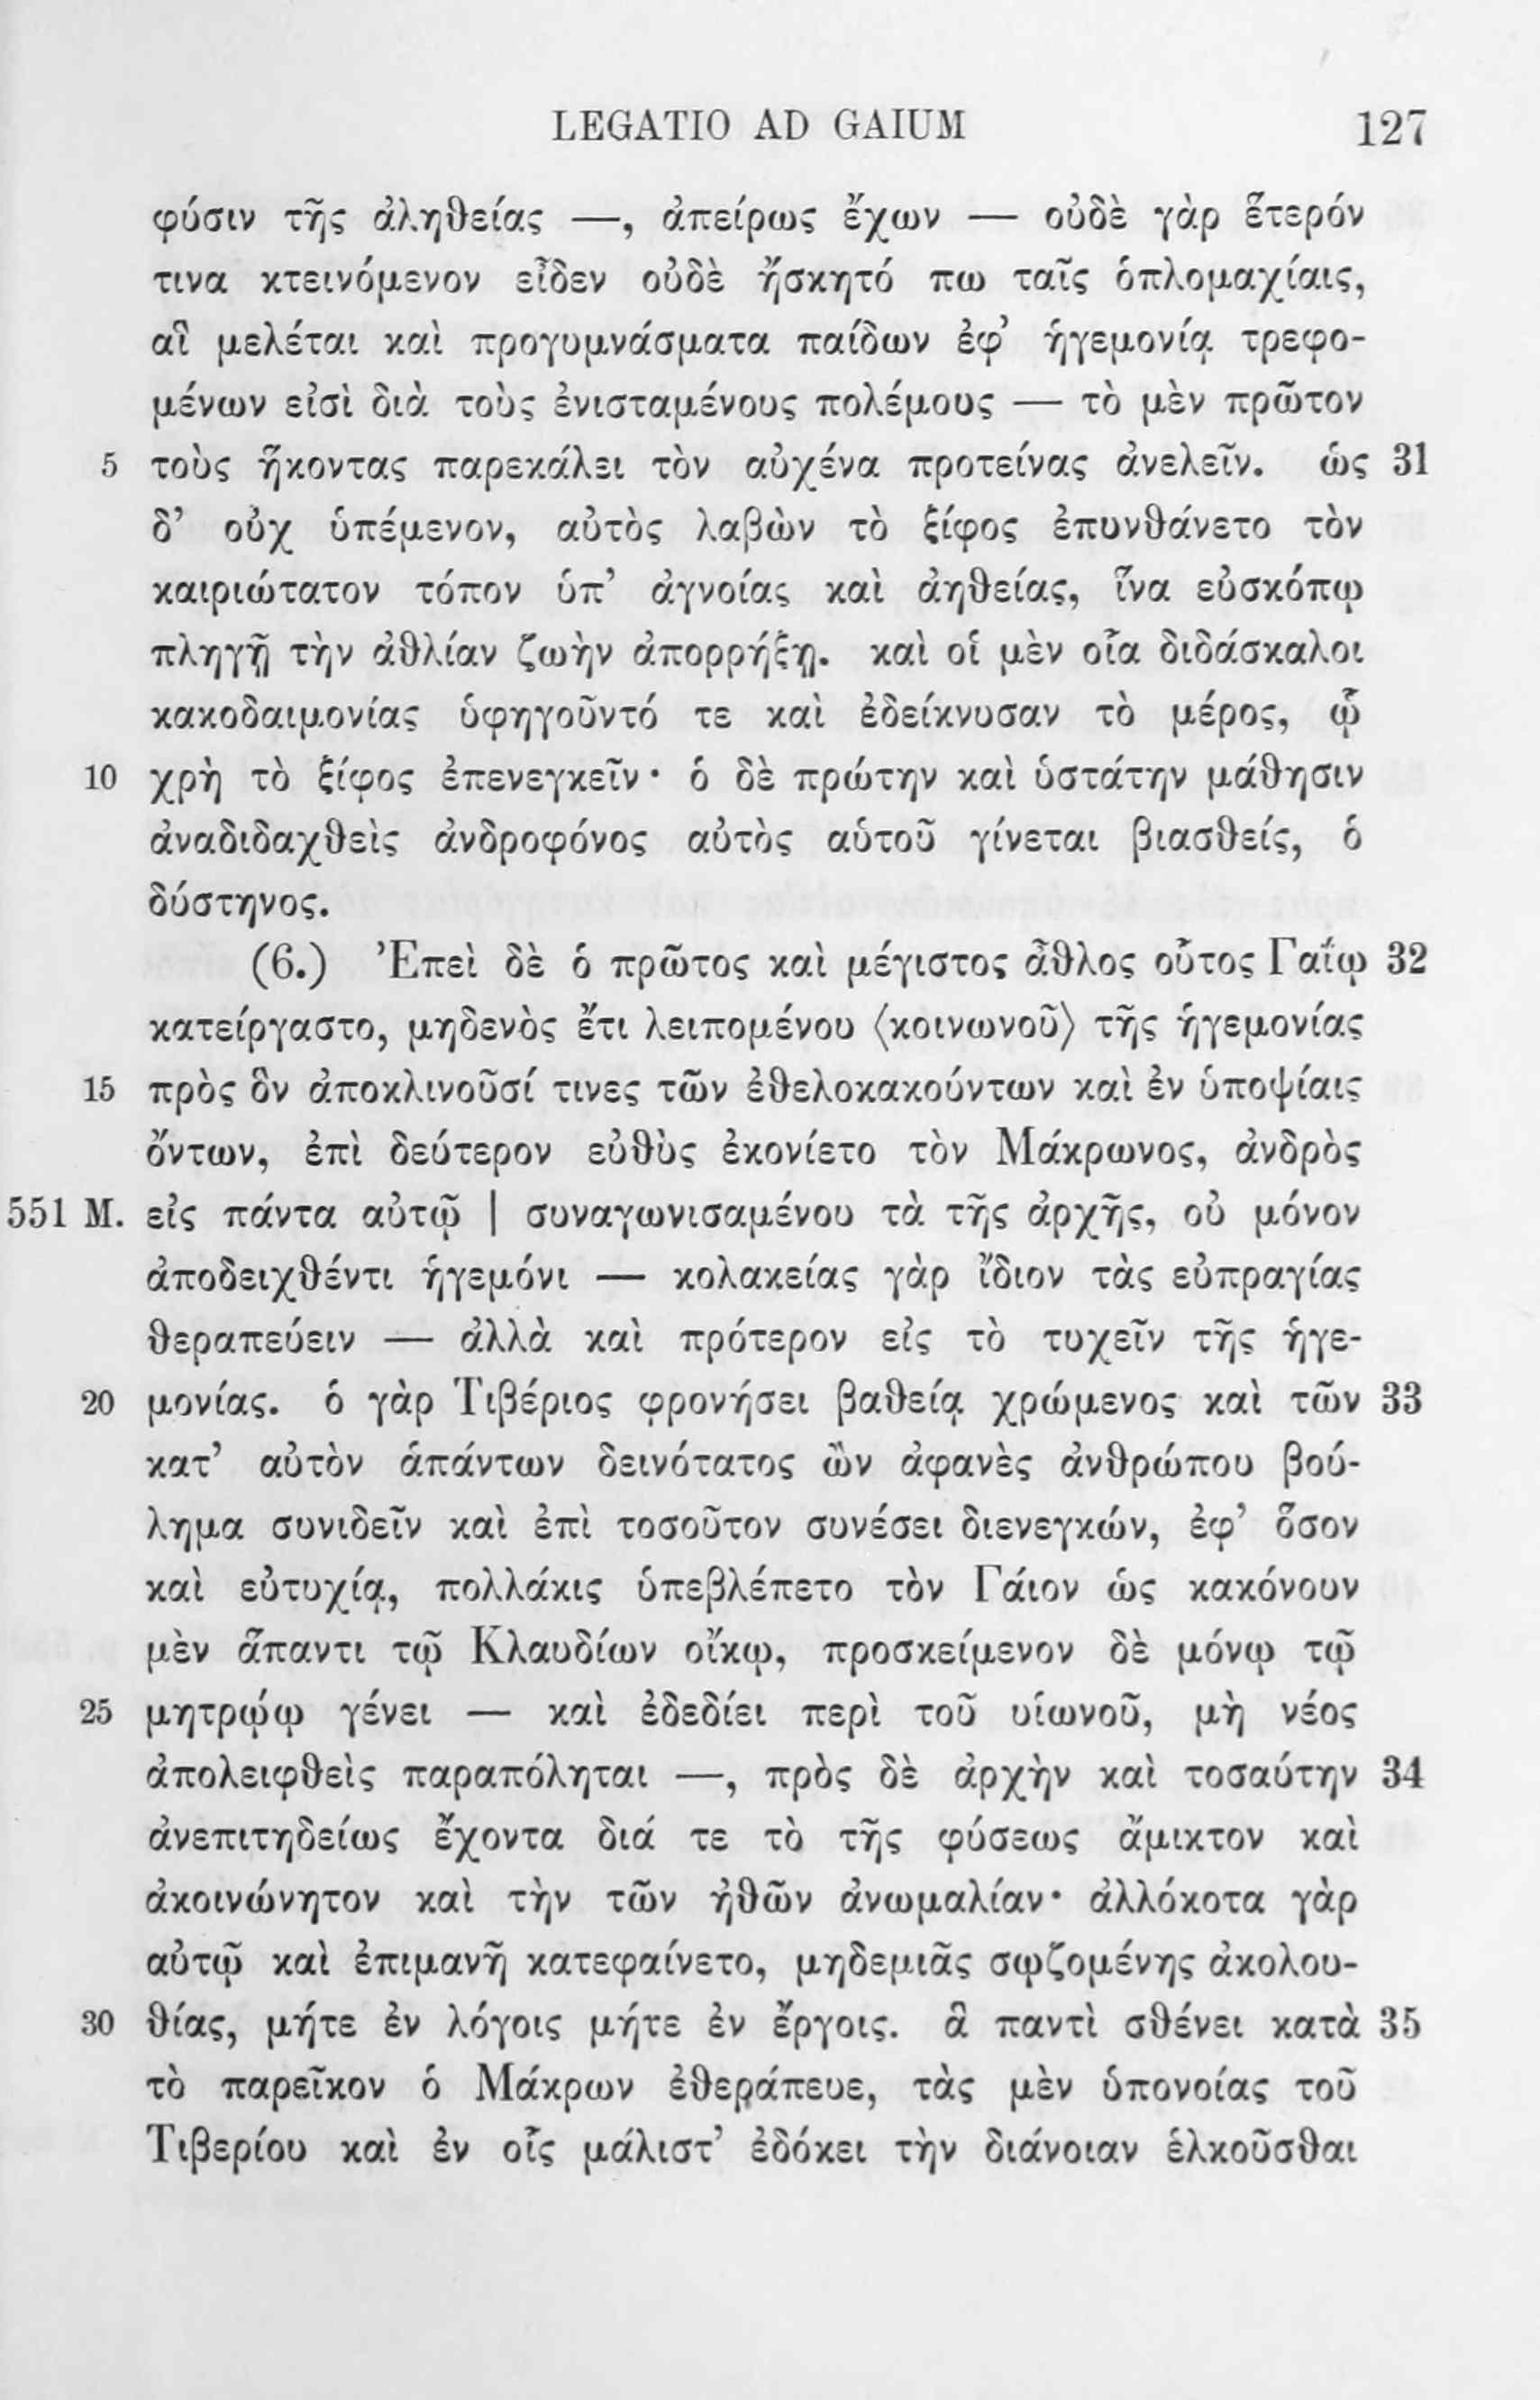 LEGATIO AD GAIUM 127
φύσιν τῆς ἀληθείας —, ἀπείρως ἔχων — οὐδὲ γὰρ ἕτερόν
τινα κτεινόμενον εἶδεν οὐδὲ ἤσκητό πω ταῖς ὁπλομαχίαις,
αἳ μελέται καὶ προγυμνάσματα παίδων ἐφ’ ἡγεμονίᾳ τρεφο-
μένων εἰσὶ διὰ τοὺς ἐνισταμένους πολέμους — τὸ μὲν πρῶτον
5 τοὺς ἥκοντας παρεκάλει τὸν αὐχένα προτείνας ἀνελεῖν. ὡς 31
δ’ οὐχ ὑπέμενον, αὐτὸς λαβὼν τὸ ξίφος ἐπυνθάνετο τὸν
καιριώτατον τόπον ὑπ’ ἀγνοίας καὶ ἀηθείας, ἵνα εὐσκόπῳ
πληγῇ τὴν ἀθλίαν ζωὴν ἀπορρήξῃ. καὶ οἱ μὲν οἷα διδάσκαλοι
κακοδαιμονίας ὑφηγοῦντό τε καὶ ἐδείκνυσαν τὸ μέρος, ᾧ
10 χρὴ τὸ ξίφος ἐπενεγκεῖν· ὁ δὲ πρώτην καὶ ὑστάτην μάθησιν
ἀναδιδαχθεὶς ἀνδροφόνος αὐτὸς αὑτοῦ γίνεται βιασθείς, ὁ
δύστηνος.
(6.) Ἐπεὶ δὲ ὁ πρῶτος καὶ μέγιστος ἆθλος οὗτος Γαΐῳ 32
κατείργαστο, μηδενὸς ἔτι λειπομένου ⟨κοινωνοῦ⟩ τῆς ἡγεμονίας
15 πρὸς ὃν ἀποκλινοῦσί τινες τῶν ἐθελοκακούντων καὶ ἐν ὑποψίαις
ὄντων, ἐπὶ δεύτερον εὐθὺς ἐκονίετο τὸν Μάκρωνος, ἀνδρὸς
551 M. εἰς πάντα αὐτῷ | συναγωνισαμένου τὰ τῆς ἀρχῆς, οὐ μόνον
ἀποδειχθέντι ἡγεμόνι — κολακείας γὰρ ἴδιον τὰς εὐπραγίας
θεραπεύειν — ἀλλὰ καὶ πρότερον εἰς τὸ τυχεῖν τῆς ἡγε-
20 μονίας. ὁ γὰρ Τιβέριος φρονήσει βαθείᾳ χρώμενος καὶ τῶν 33
κατ’ αὐτὸν ἁπάντων δεινότατος ὢν ἀφανὲς ἀνθρώπου βού-
λημα συνιδεῖν καὶ ἐπὶ τοσοῦτον συνέσει διενεγκών, ἐφ’ ὅσον
καὶ εὐτυχίᾳ, πολλάκις ὑπεβλέπετο τὸν Γάιον ὡς κακόνουν
μὲν ἅπαντι τῷ Κλαυδίων οἴκῳ, προσκείμενον δὲ μόνῳ τῷ
25 μητρῴῳ γένει — καὶ ἐδεδίει περὶ τοῦ υἱωνοῦ, μὴ νέος
ἀπολειφθεὶς παραπόληται —, πρὸς δὲ ἀρχὴν καὶ τοσαύτην 34
ἀνεπιτηδείως ἔχοντα διά τε τὸ τῆς φύσεως ἄμικτον καὶ
ἀκοινώνητον καὶ τὴν τῶν ἠθῶν ἀνωμαλίαν· ἀλλόκοτα γὰρ
αὐτῷ καὶ ἐπιμανῆ κατεφαίνετο, μηδεμιᾶς σῳζομένης ἀκολου-
30 θίας, μήτε ἐν λόγοις μήτε ἐν ἔργοις. ἃ παντὶ σθένει κατὰ 35
τὸ παρεῖκον ὁ Μάκρων ἐθεράπευε, τὰς μὲν ὑπονοίας τοῦ
Τιβερίου καὶ ἐν οἷς μάλιστ’ ἐδόκει τὴν διάνοιαν ἑλκοῦσθαι